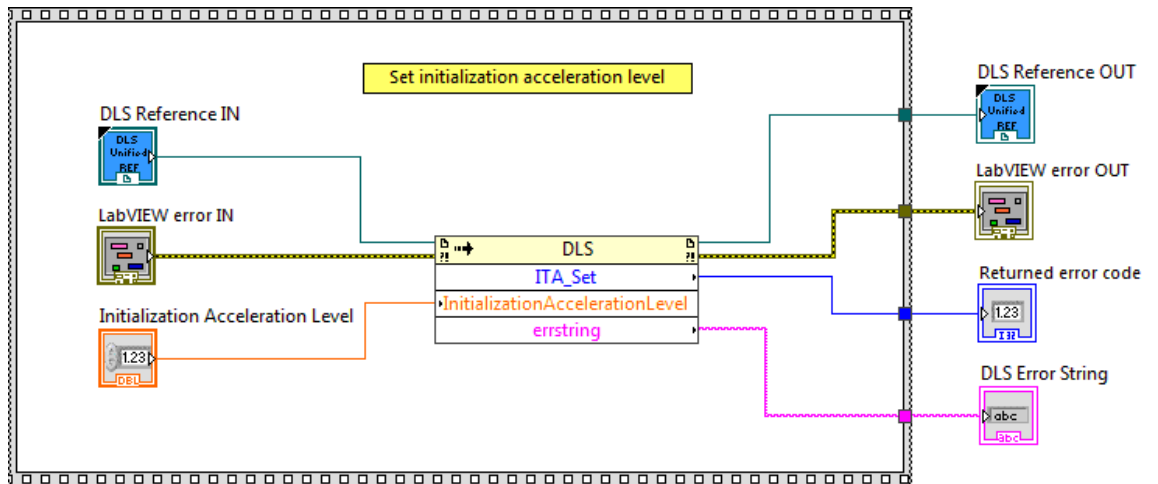 Set initialization acceleration level
DLS Reference IN
DLS
Unified
REF
DLS Reference OUT
DLS
Unified
REF
LabVIEW error IN
LabVIEW error OUT
?!
DLS
?!
ITA_Set
InitializationAccelerationLevel
errstring
Initialization Acceleration Level
1.23
DBL
Returned error code
1.23
I32
DLS Error String
abc
abc